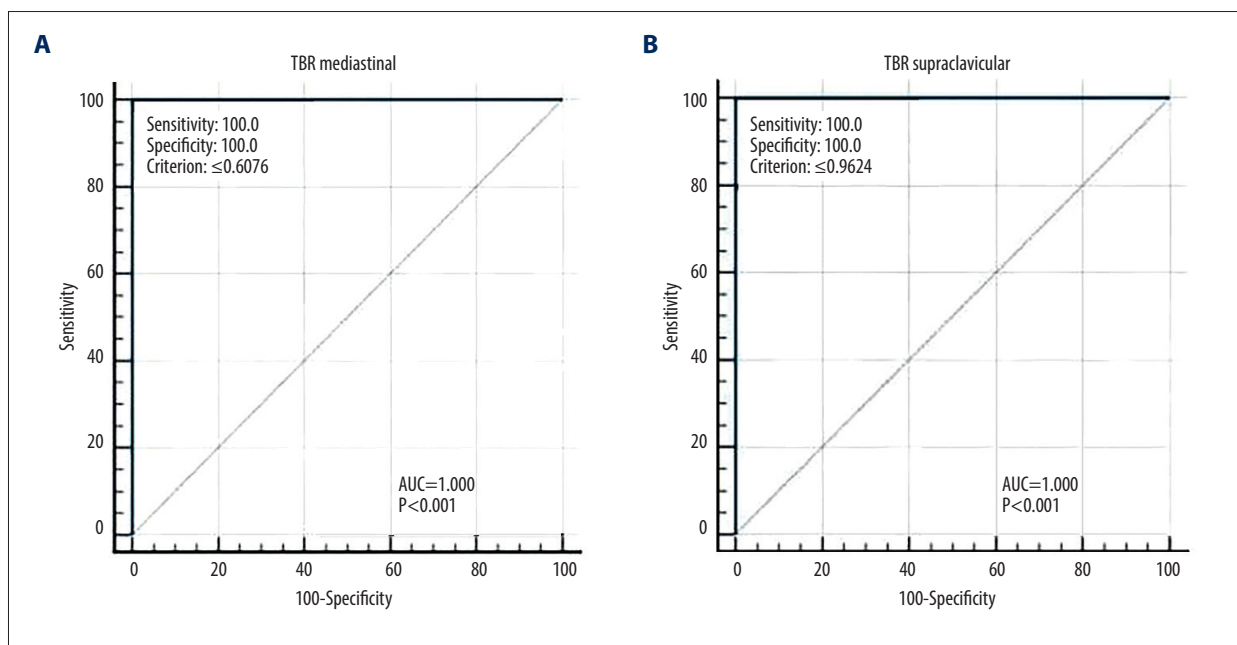 A
TBR mediastinal
Sensitivity: 100.0
Specificity: 100.0
Criterion: ≤0.6076
100
80
60
40
20
0
Sensitivity
AUC=1.000
P<0.001
0 20 40 60 80 100
100-Specificity
B
TBR supraclavicular
Sensitivity: 100.0
Specificity: 100.0
Criterion: ≤0.9624
100
80
60
40
20
0
Sensitivity
AUC=1.000
P<0.001
0 20 40 60 80 100
100-Specificity